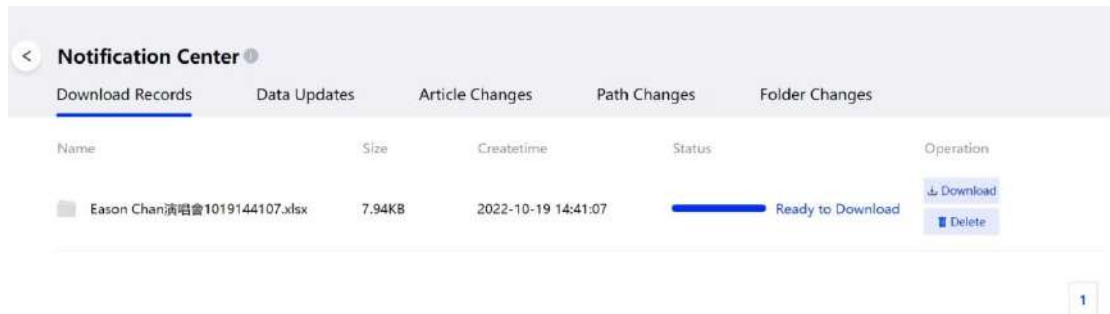 <
Notification Center
Download Records Data Updates Article Changes Path Changes Folder Changes
Name Size Createtime Status Operation
Eason Chan演唱會1019144107.xlsx 7.94KB 2022-10-19 14:41:07 Ready to Download Download
Delete
1